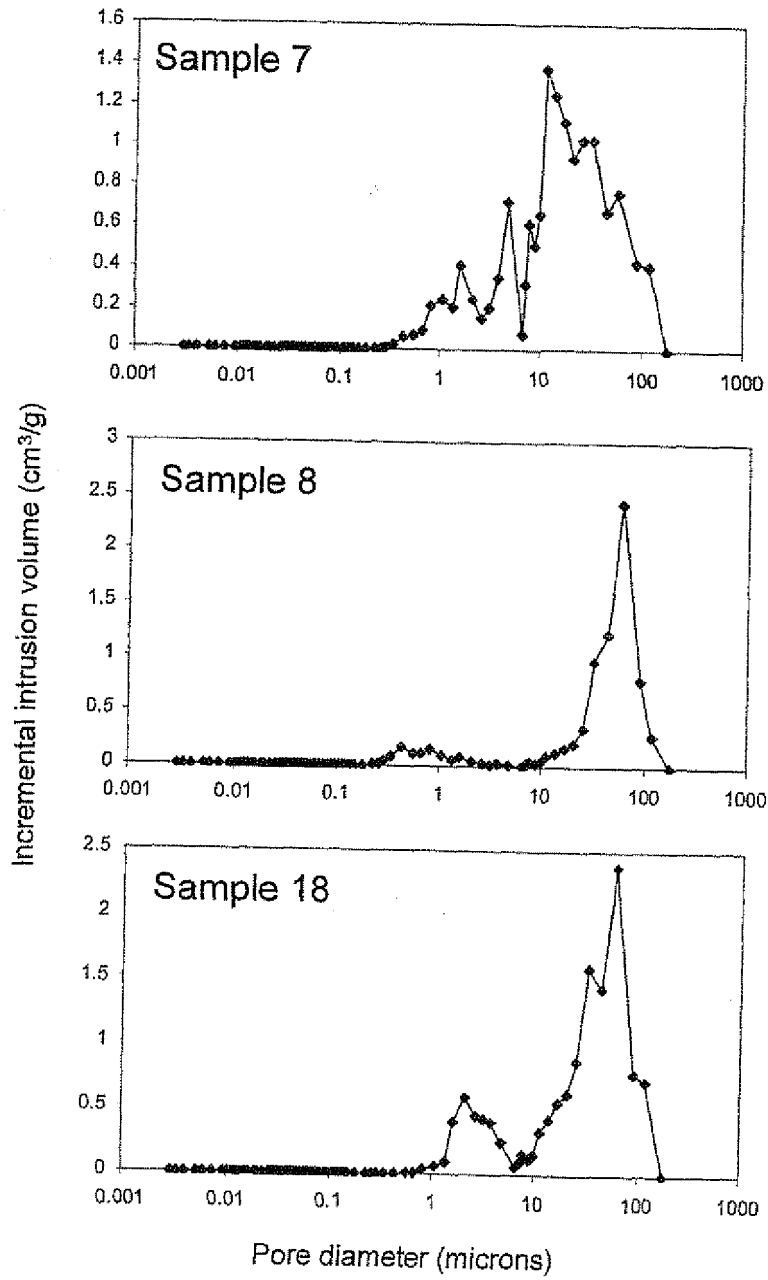 Incremental intrusion volume (cm³/g)
Sample 7
1.6
1.4
1.2
1
0.8
0.6
0.4
0.2
0
0.001 0.01 0.1 1 10 100 1000
Sample 8
3
2.5
2
1.5
1
0.5
0
0.001 0.01 0.1 1 10 100 1000
Sample 18
2.5
2
1.5
1
0.5
0
0.001 0.01 0.1 1 10 100 1000
Pore diameter (microns)